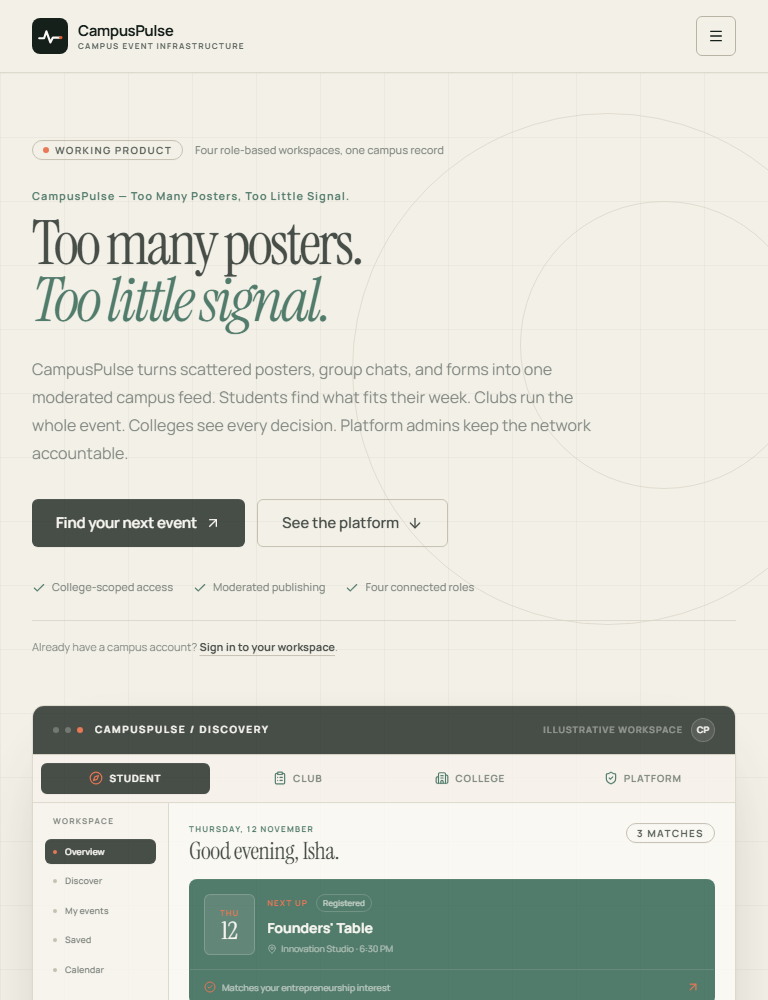 CampusPulse
CAMPUS EVENT INFRASTRUCTURE
WORKING PRODUCT
Four role-based workspaces, one campus record
CampusPulse — Too Many Posters, Too Little Signal.
Too many posters.
Too little signal.
CampusPulse turns scattered posters, group chats, and forms into one
moderated campus feed. Students find what fits their week. Clubs run the
whole event. Colleges see every decision. Platform admins keep the network
accountable.
Find your next event
See the platform
College-scoped access
Moderated publishing
Four connected roles
Already have a campus account? Sign in to your workspace.
CAMPUSPULSE / DISCOVERY
ILLUSTRATIVE WORKSPACE
CP
STUDENT
CLUB
COLLEGE
PLATFORM
WORKSPACE
Overview
Discover
My events
Saved
Calendar
THURSDAY, 12 NOVEMBER
Good evening, Isha.
3 MATCHES
THU
12
NEXT UP
Registered
Founders' Table
Innovation Studio · 6:30 PM
Matches your entrepreneurship interest